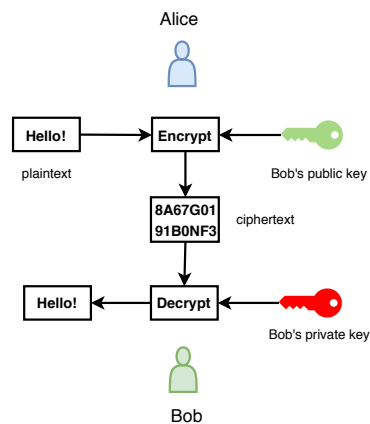 Alice
Hello!
Encrypt
plaintext
Bob's public key
8A67G01
91B0NF3
ciphertext
Hello!
Decrypt
Bob's private key
Bob